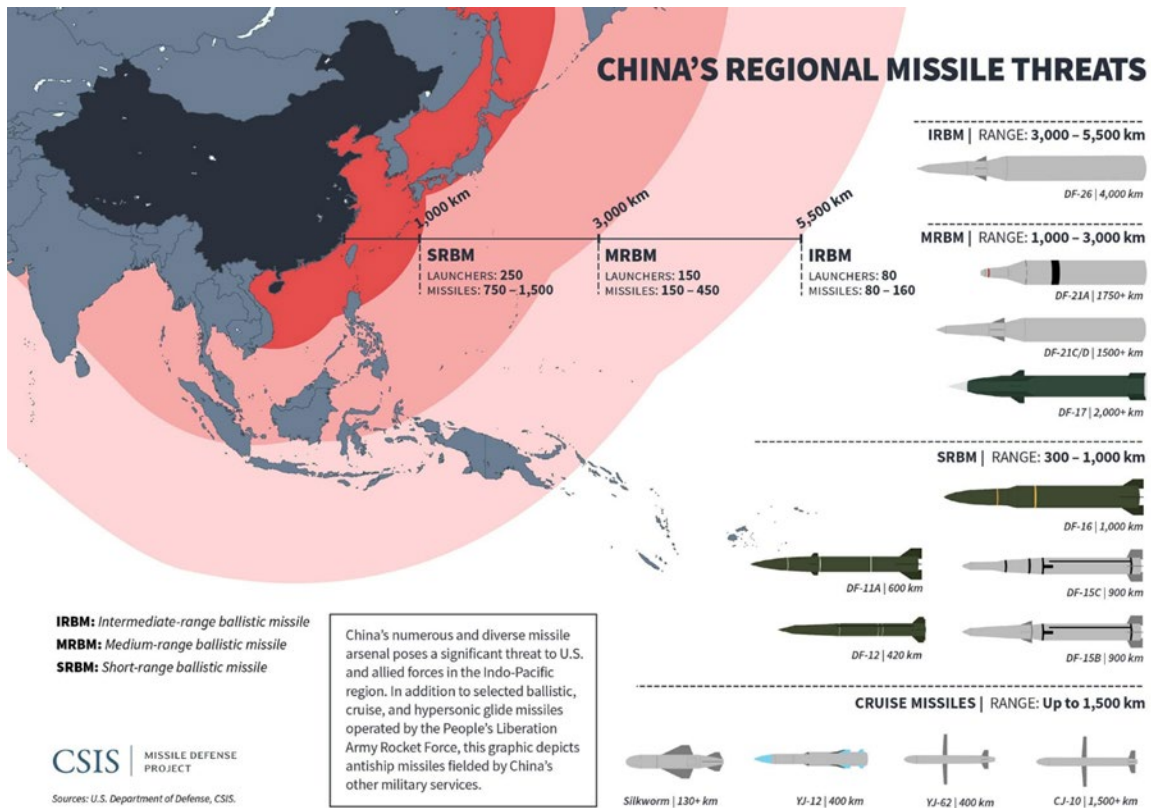 CHINA'S REGIONAL MISSILE THREATS
IRBM | RANGE: 3,000 – 5,500 km
DF-26 | 4,000 km
MRBM | RANGE: 1,000 – 3,000 km
DF-21A | 1750+ km
DF-21C/D | 1500+ km
DF-17 | 2,000+ km
SRBM | RANGE: 300 – 1,000 km
DF-16 | 1,000 km
DF-11A | 600 km
DF-15C | 900 km
DF-12 | 420 km
DF-15B | 900 km
CRUISE MISSILES | RANGE: Up to 1,500 km
Silkworm | 130+ km
YJ-12 | 400 km
YJ-62 | 400 km
CJ-10 | 1,500+ km
1,000 km
SRBM
LAUNCHERS: 250
MISSILES: 750 – 1,500
3,000 km
MRBM
LAUNCHERS: 150
MISSILES: 150 – 450
5,500 km
IRBM
LAUNCHERS: 80
MISSILES: 80 – 160
IRBM: Intermediate-range ballistic missile
MRBM: Medium-range ballistic missile
SRBM: Short-range ballistic missile
China's numerous and diverse missile
arsenal poses a significant threat to U.S.
and allied forces in the Indo-Pacific
region. In addition to selected ballistic,
cruise, and hypersonic glide missiles
operated by the People's Liberation
Army Rocket Force, this graphic depicts
antiship missiles fielded by China's
other military services.
CSIS | MISSILE DEFENSE
PROJECT
Sources: U.S. Department of Defense, CSIS.